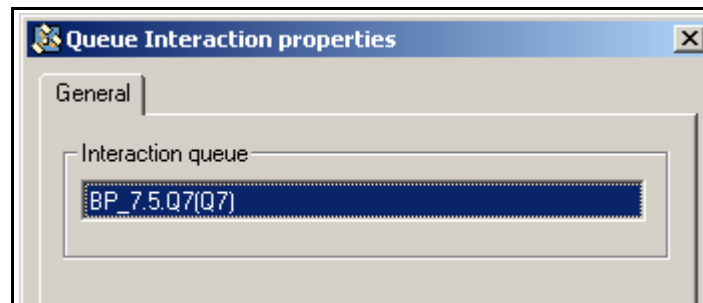 Queue Interaction properties
General
Interaction queue
BP_7.5.Q7(Q7)